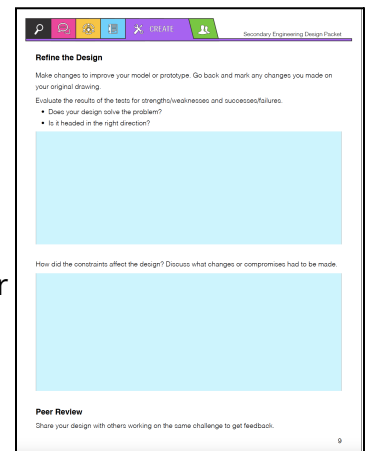 CREATE
Secondary Engineering Design Packet
Refine the Design
Make changes to improve your model or prototype. Go back and mark any changes you made on
your original drawing.
Evaluate the results of the tests for strengths/weaknesses and successes/failures.
• Does your design solve the problem?
• Is it headed in the right direction?
How did the constraints affect the design? Discuss what changes or compromises had to be made.
r
Peer Review
Share your design with others working on the same challenge to get feedback.
9